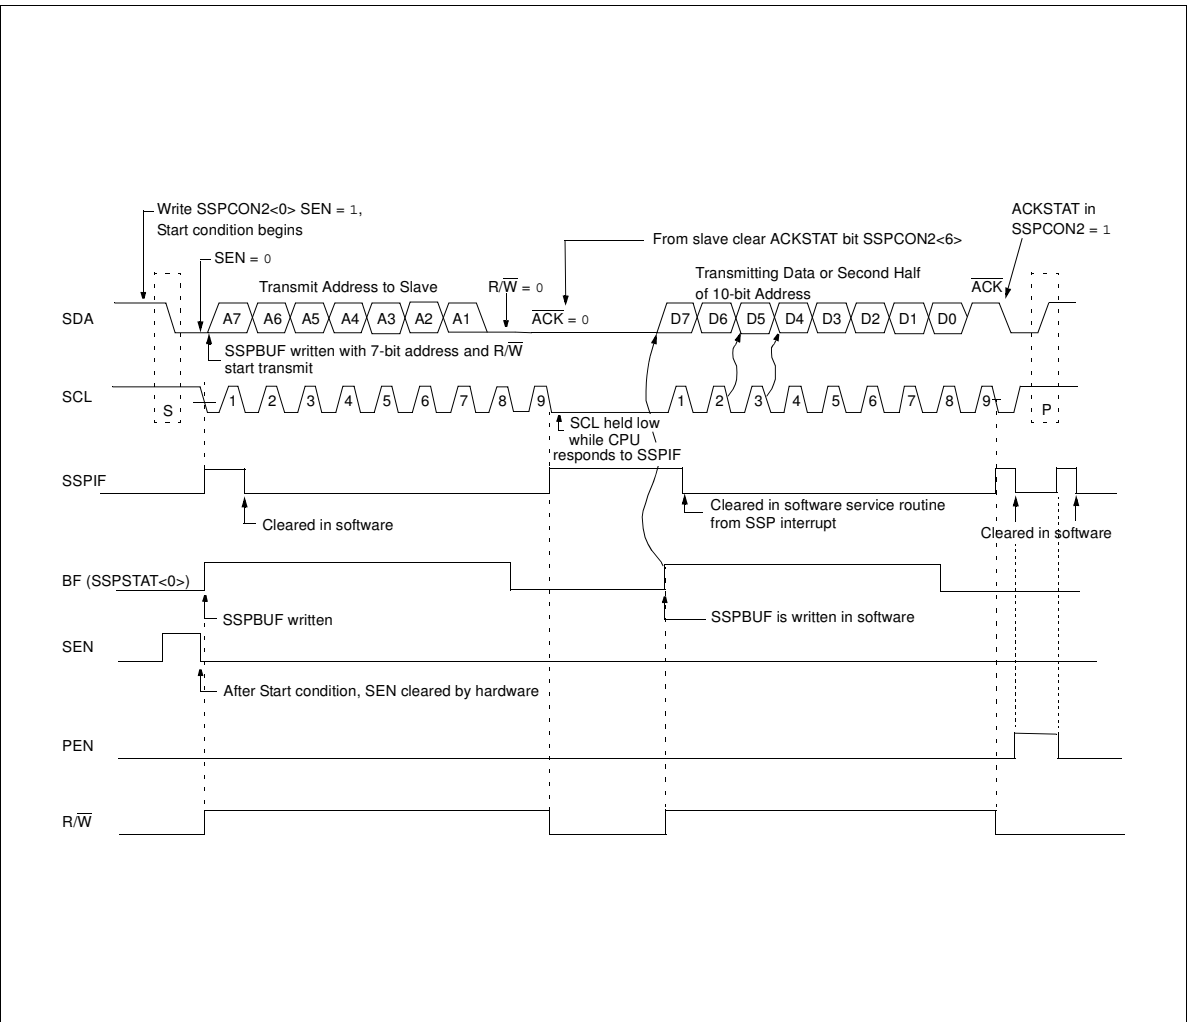 Write SSPCON2<0> SEN = 1,
Start condition begins
ACKSTAT in
SSPCON2 = 1
From slave clear ACKSTAT bit SSPCON2<6>
SEN = 0
Transmit Address to Slave
R/W̅ = 0
Transmitting Data or Second Half
of 10-bit Address
A̅C̅K̅
SDA
A7 A6 A5 A4 A3 A2 A1
A̅C̅K̅ = 0
D7 D6 D5 D4 D3 D2 D1 D0
SSPBUF written with 7-bit address and R/W̅
start transmit
SCL
S
1 2 3 4 5 6 7 8 9
1 2 3 4 5 6 7 8 9
P
SCL held low
while CPU
responds to SSPIF
SSPIF
Cleared in software
Cleared in software service routine
from SSP interrupt
Cleared in software
BF (SSPSTAT<0>)
SSPBUF written
SSPBUF is written in software
SEN
After Start condition, SEN cleared by hardware
PEN
R/W̅